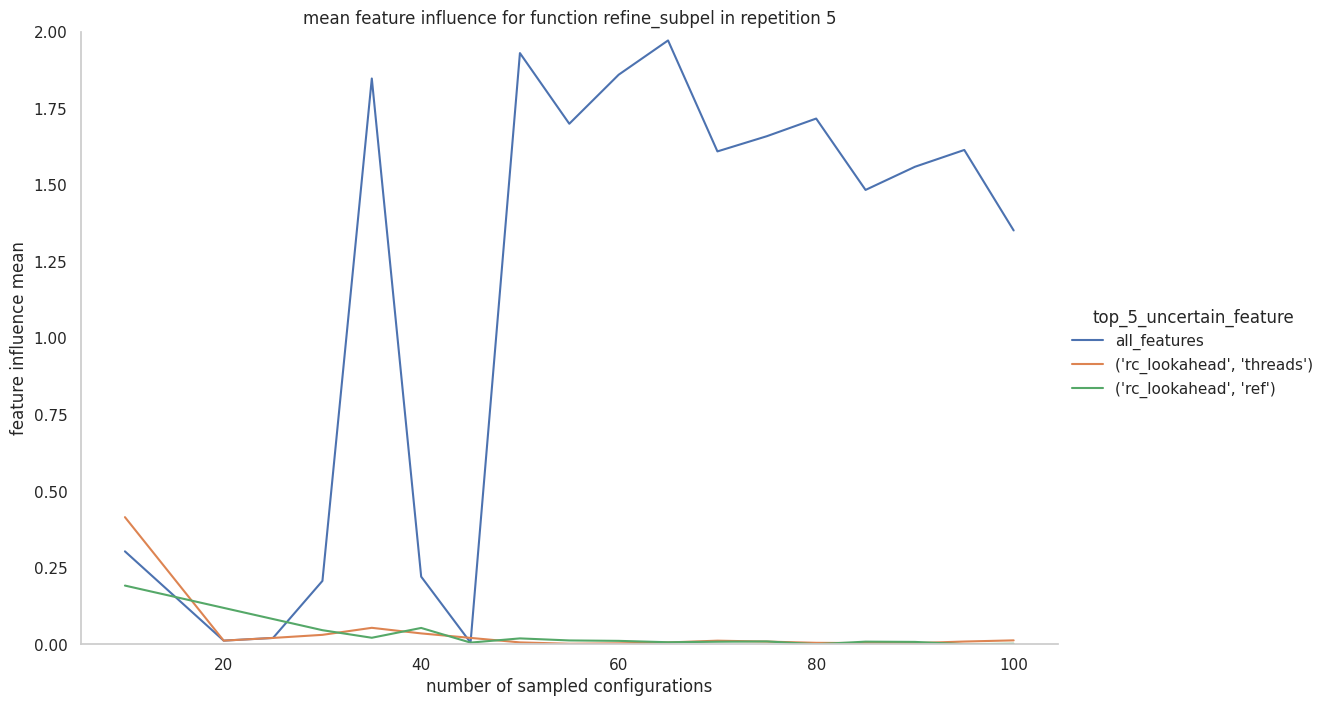 mean feature influence for function refine_subpel in repetition 5
2.00
1.75
1.50
1.25
1.00
0.75
0.50
0.25
0.00
feature influence mean
20 40 60 80 100
number of sampled configurations
top_5_uncertain_feature
all_features
('rc_lookahead', 'threads')
('rc_lookahead', 'ref')